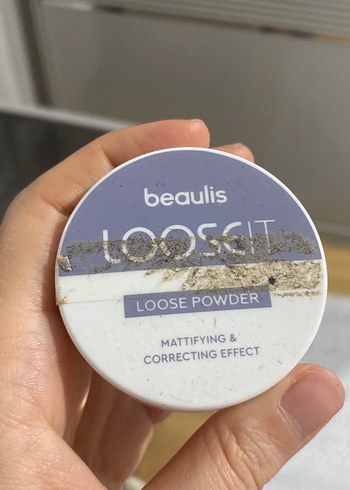 beaulis
LOOSE IT
LOOSE POWDER
MATTIFYING &
CORRECTING EFFECT